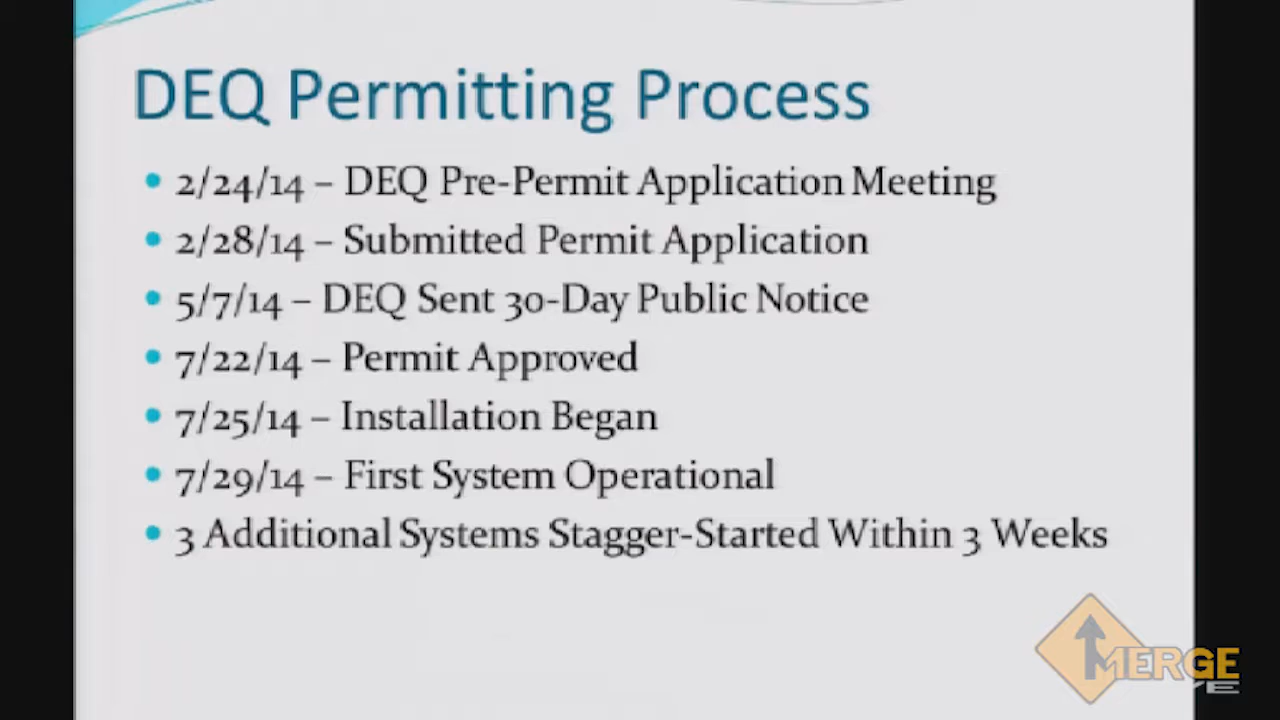 DEQ Permitting Process
• 2/24/14 – DEQ Pre-Permit Application Meeting
• 2/28/14 – Submitted Permit Application
• 5/7/14 – DEQ Sent 30-Day Public Notice
• 7/22/14 – Permit Approved
• 7/25/14 – Installation Began
• 7/29/14 – First System Operational
• 3 Additional Systems Stagger-Started Within 3 Weeks
MERGE